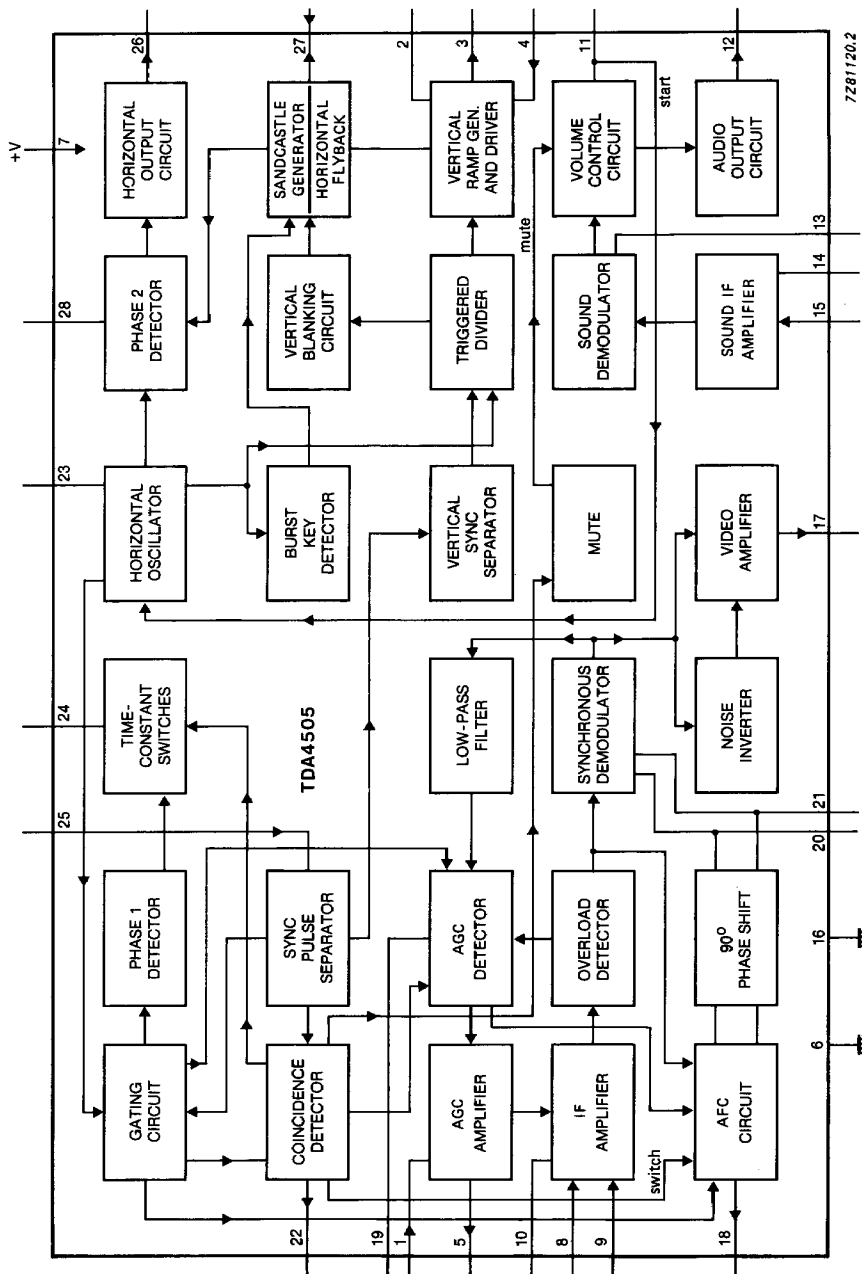 +V
7
26
27
2
3
4
11
12
7Z81120.2
HORIZONTAL
OUTPUT
CIRCUIT
SANDCASTLE
GENERATOR
HORIZONTAL
FLYBACK
VERTICAL
RAMP GEN.
AND DRIVER
VOLUME
CONTROL
CIRCUIT
start
AUDIO
OUTPUT
CIRCUIT
mute
28
PHASE 2
DETECTOR
VERTICAL
BLANKING
CIRCUIT
TRIGGERED
DIVIDER
SOUND
DEMODULATOR
SOUND IF
AMPLIFIER
13
14
15
23
HORIZONTAL
OSCILLATOR
BURST
KEY
DETECTOR
VERTICAL
SYNC
SEPARATOR
MUTE
VIDEO
AMPLIFIER
17
24
TIME-
CONSTANT
SWITCHES
TDA4505
LOW-PASS
FILTER
SYNCHRONOUS
DEMODULATOR
NOISE
INVERTER
21
20
25
PHASE 1
DETECTOR
SYNC
PULSE
SEPARATOR
AGC
DETECTOR
OVERLOAD
DETECTOR
90°
PHASE SHIFT
16
6
GATING
CIRCUIT
COINCIDENCE
DETECTOR
AGC
AMPLIFIER
IF
AMPLIFIER
switch
AFC
CIRCUIT
22
19
1
5
10
8
9
18